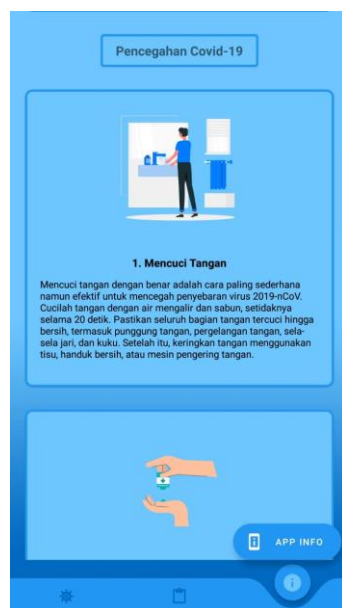 Pencegahan Covid-19
1. Mencuci Tangan
Mencuci tangan dengan benar adalah cara paling sederhana
namun efektif untuk mencegah penyebaran virus 2019-nCoV.
Cucilah tangan dengan air mengalir dan sabun, setidaknya
selama 20 detik. Pastikan seluruh bagian tangan tercuci hingga
bersih, termasuk punggung tangan, pergelangan tangan, sela-
sela jari, dan kuku. Setelah itu, keringkan tangan menggunakan
tisu, handuk bersih, atau mesin pengering tangan.
APP INFO